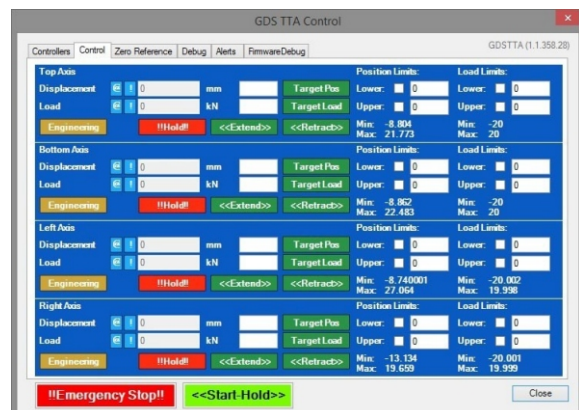 GDS TTA Control
Controllers Control Zero Reference Debug Alerts FirmwareDebug GDSTTA (1.1.358.28)
Top Axis Position Limits: Load Limits:
Displacement @ ! 0 mm Target Pos Lower: 0 Lower: 0
Load @ ! 0 kN Target Load Upper: 0 Upper: 0
Engineering !!Hold!! <<Extend>> <<Retract>> Min: -8.804 Min: -20
Max: 21.773 Max: 20
Bottom Axis Position Limits: Load Limits:
Displacement @ ! 0 mm Target Pos Lower: 0 Lower: 0
Load @ ! 0 kN Target Load Upper: 0 Upper: 0
Engineering !!Hold!! <<Extend>> <<Retract>> Min: -8.862 Min: -20
Max: 22.483 Max: 20
Left Axis Position Limits: Load Limits:
Displacement @ ! 0 mm Target Pos Lower: 0 Lower: 0
Load @ ! 0 kN Target Load Upper: 0 Upper: 0
Engineering !!Hold!! <<Extend>> <<Retract>> Min: -8.740001 Min: -20.002
Max: 27.064 Max: 19.998
Right Axis Position Limits: Load Limits:
Displacement @ ! 0 mm Target Pos Lower: 0 Lower: 0
Load @ ! 0 kN Target Load Upper: 0 Upper: 0
Engineering !!Hold!! <<Extend>> <<Retract>> Min: -13.134 Min: -20.001
Max: 19.659 Max: 19.999
!!Emergency Stop!! <<Start-Hold>> Close